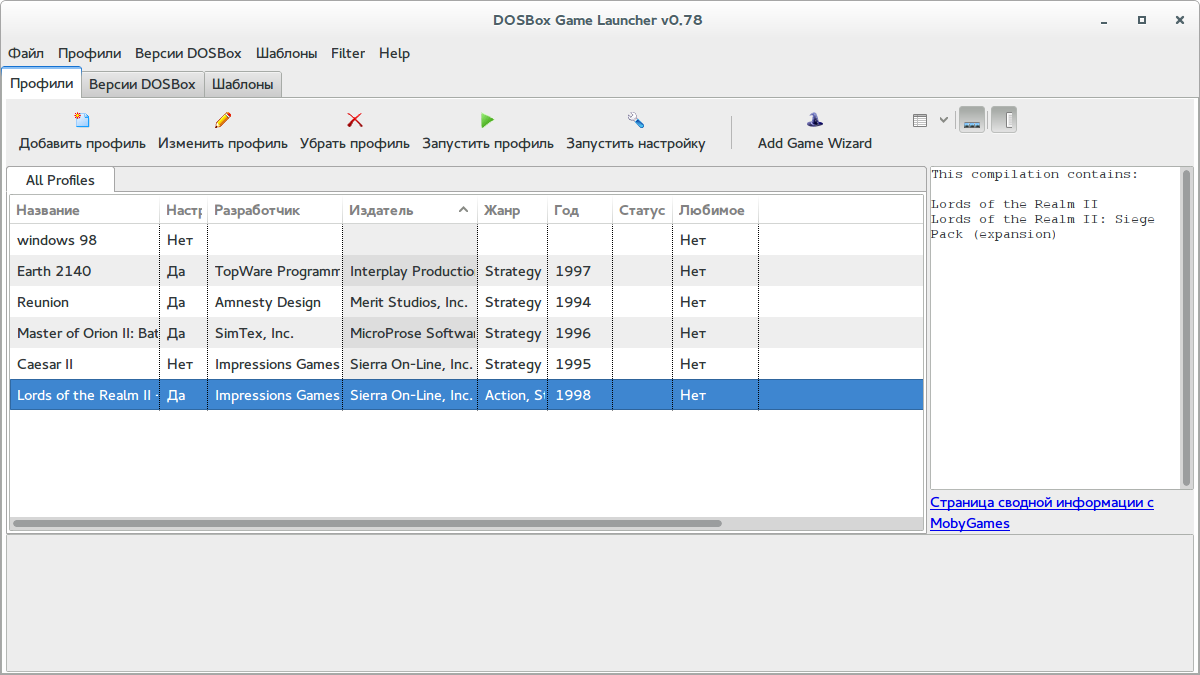 DOSBox Game Launcher v0.78
Файл Профили Версии DOSBox Шаблоны Filter Help
Профили Версии DOSBox Шаблоны
Добавить профиль Изменить профиль Убрать профиль Запустить профиль Запустить настройку Add Game Wizard
All Profiles
Название Настр Разработчик Издатель Жанр Год Статус Любимое
windows 98 Нет Нет
Earth 2140 Да TopWare Programm Interplay Productio Strategy 1997 Нет
Reunion Да Amnesty Design Merit Studios, Inc. Strategy 1994 Нет
Master of Orion II: Bat Да SimTex, Inc. MicroProse Softwa Strategy 1996 Нет
Caesar II Нет Impressions Games Sierra On-Line, Inc. Strategy 1995 Нет
Lords of the Realm II - Да Impressions Games Sierra On-Line, Inc. Action, St 1998 Нет
This compilation contains:
Lords of the Realm II
Lords of the Realm II: Siege
Pack (expansion)
Страница сводной информации с
MobyGames